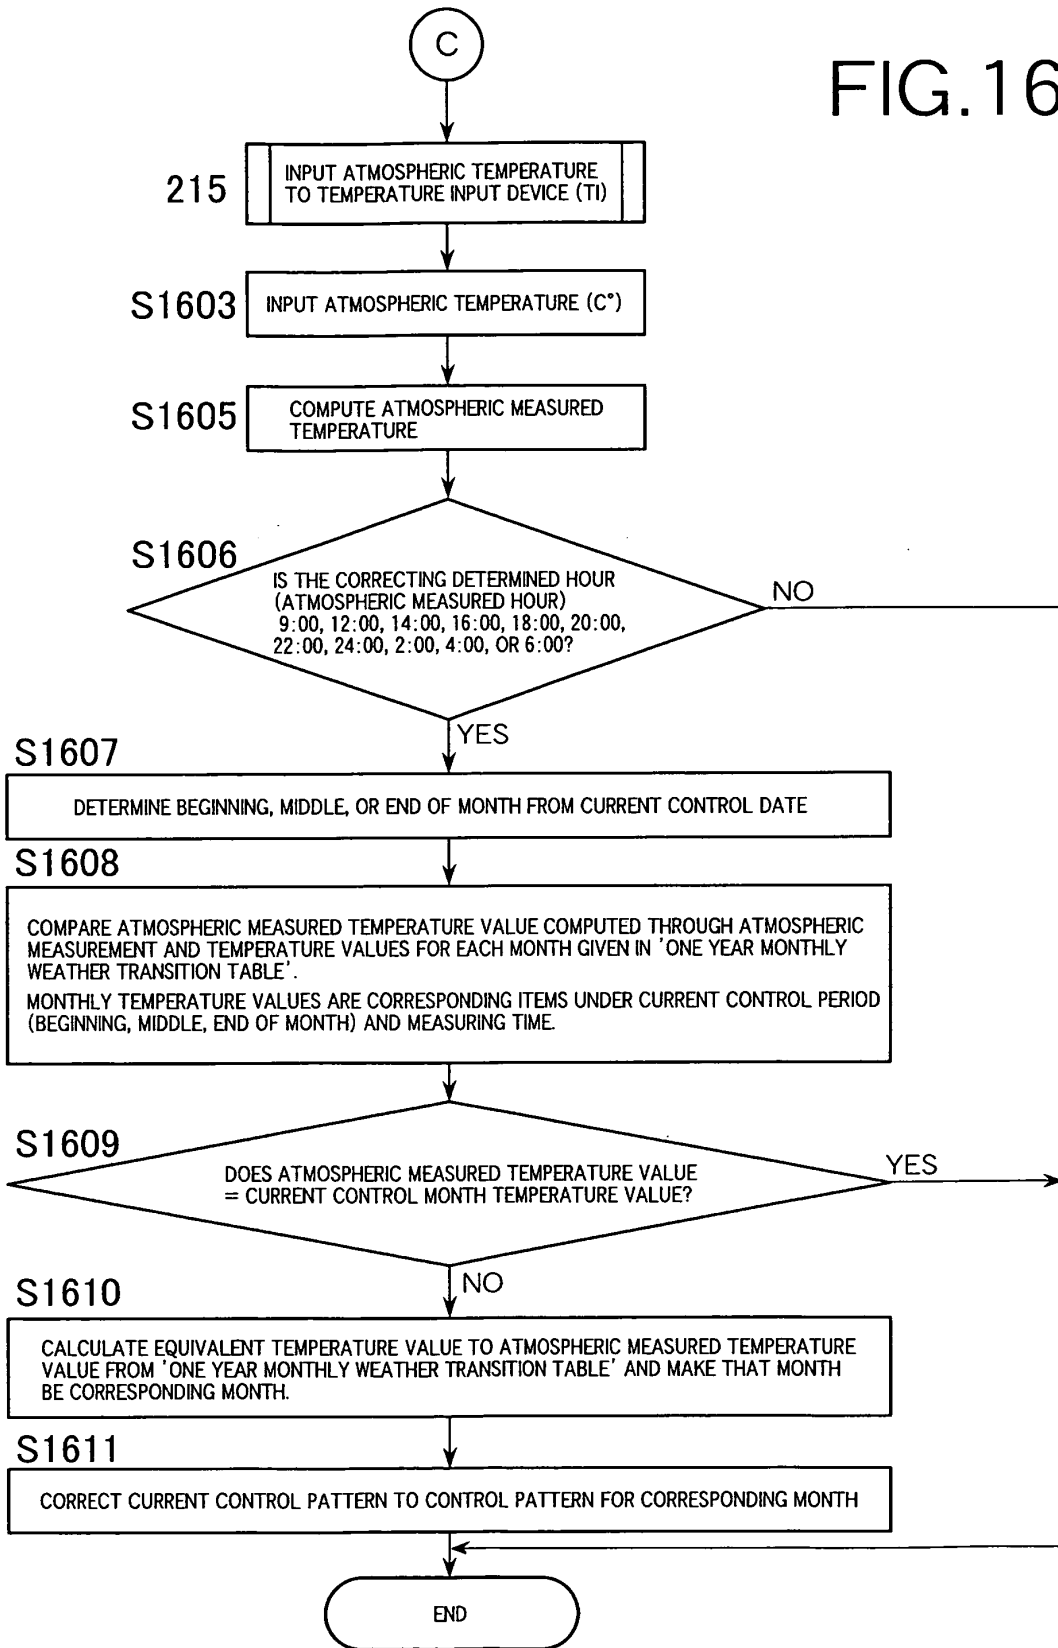 C
FIG.16
215
INPUT ATMOSPHERIC TEMPERATURE
TO TEMPERATURE INPUT DEVICE (TI)
S1603
INPUT ATMOSPHERIC TEMPERATURE (C°)
S1605
COMPUTE ATMOSPHERIC MEASURED
TEMPERATURE
S1606
IS THE CORRECTING DETERMINED HOUR
(ATMOSPHERIC MEASURED HOUR)
9:00, 12:00, 14:00, 16:00, 18:00, 20:00,
22:00, 24:00, 2:00, 4:00, OR 6:00?
NO
YES
S1607
DETERMINE BEGINNING, MIDDLE, OR END OF MONTH FROM CURRENT CONTROL DATE
S1608
COMPARE ATMOSPHERIC MEASURED TEMPERATURE VALUE COMPUTED THROUGH ATMOSPHERIC
MEASUREMENT AND TEMPERATURE VALUES FOR EACH MONTH GIVEN IN 'ONE YEAR MONTHLY
WEATHER TRANSITION TABLE'.
MONTHLY TEMPERATURE VALUES ARE CORRESPONDING ITEMS UNDER CURRENT CONTROL PERIOD
(BEGINNING, MIDDLE, END OF MONTH) AND MEASURING TIME.
S1609
DOES ATMOSPHERIC MEASURED TEMPERATURE VALUE
= CURRENT CONTROL MONTH TEMPERATURE VALUE?
YES
NO
S1610
CALCULATE EQUIVALENT TEMPERATURE VALUE TO ATMOSPHERIC MEASURED TEMPERATURE
VALUE FROM 'ONE YEAR MONTHLY WEATHER TRANSITION TABLE' AND MAKE THAT MONTH
BE CORRESPONDING MONTH.
S1611
CORRECT CURRENT CONTROL PATTERN TO CONTROL PATTERN FOR CORRESPONDING MONTH
END